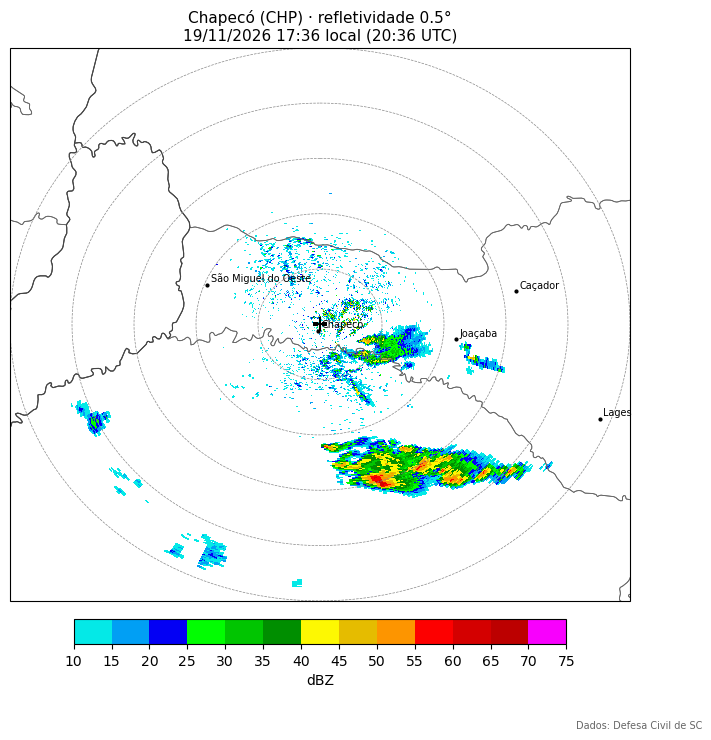 Chapecó (CHP) · refletividade 0.5°
19/11/2026 17:36 local (20:36 UTC)
São Miguel do Oeste
Caçador
Chapecó
Joaçaba
Lages
10 15 20 25 30 35 40 45 50 55 60 65 70 75
dBZ
Dados: Defesa Civil de SC